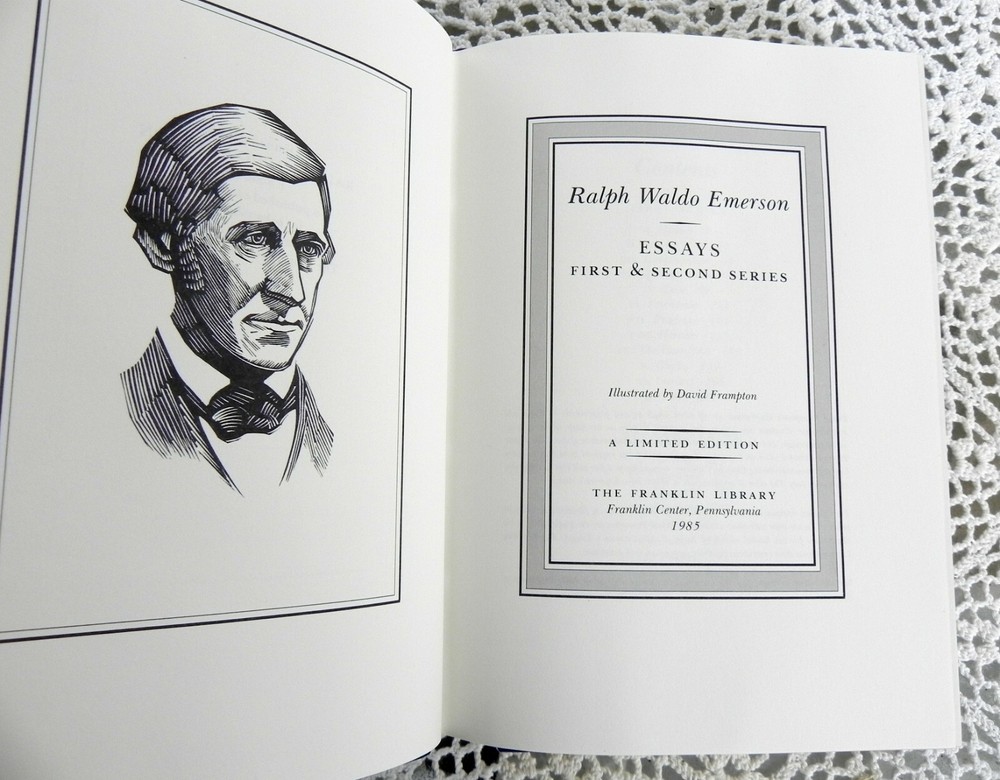 Ralph Waldo Emerson
ESSAYS
FIRST & SECOND SERIES
Illustrated by David Frampton
A LIMITED EDITION
THE FRANKLIN LIBRARY
Franklin Center, Pennsylvania
1985